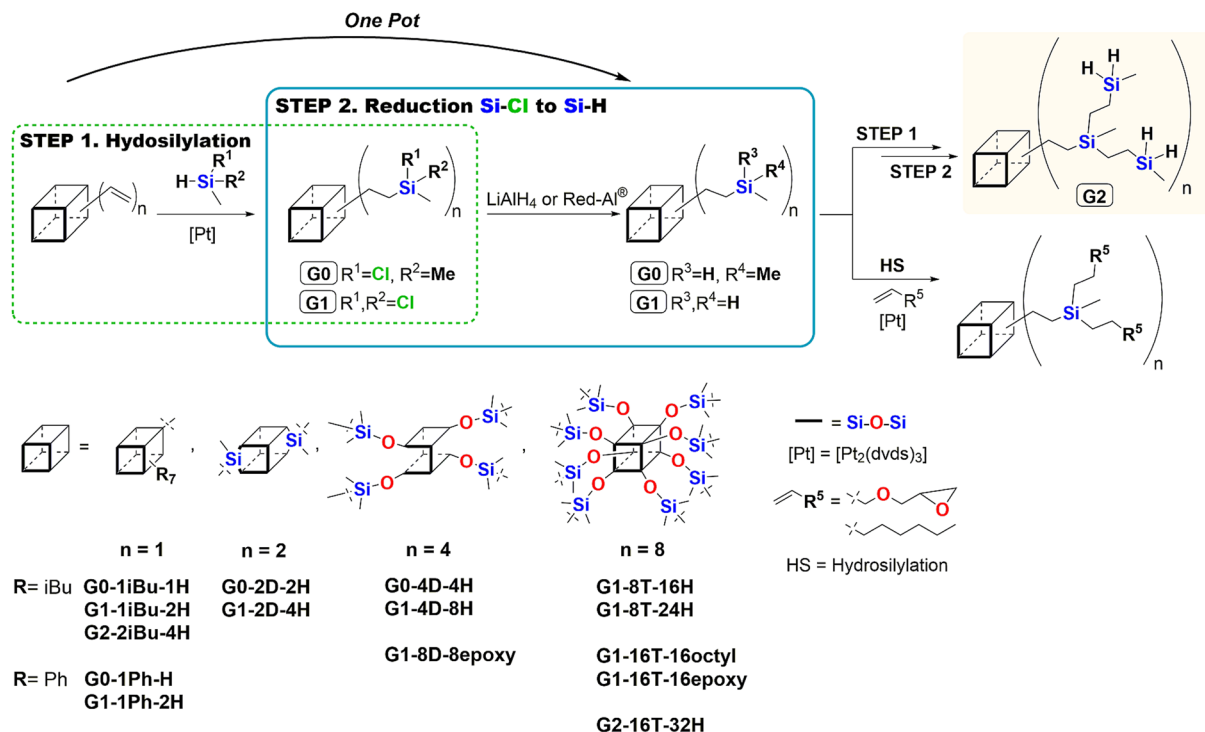 One Pot
STEP 2. Reduction Si-Cl to Si-H
STEP 1. Hydosilylation
R1
H-Si R2
( )n
[Pt]
R1
R2
Si
n
G0 R1=Cl, R2=Me
G1 R1,R2=Cl
LiAlH4 or Red-Al®
R3
R4
Si
n
G0 R3=H, R4=Me
G1 R3,R4=H
STEP 1
STEP 2
H
H
Si
Si
H
Si H
G2
n
HS
R5
[Pt]
R5
Si
R5
n
=
R7
,
Si
Si
,
Si O
O Si
O Si
Si O
,
Si O O Si
Si O O Si
Si O O Si
Si O O Si
= Si-O-Si
[Pt] = [Pt2(dvds)3]
R5 = O O
HS = Hydrosilylation
n = 1 n = 2 n = 4 n = 8
R= iBu G0-1iBu-1H G0-2D-2H G0-4D-4H G1-8T-16H
G1-1iBu-2H G1-2D-4H G1-4D-8H G1-8T-24H
G2-2iBu-4H
G1-8D-8epoxy G1-16T-16octyl
R= Ph G0-1Ph-H G1-16T-16epoxy
G1-1Ph-2H
G2-16T-32H